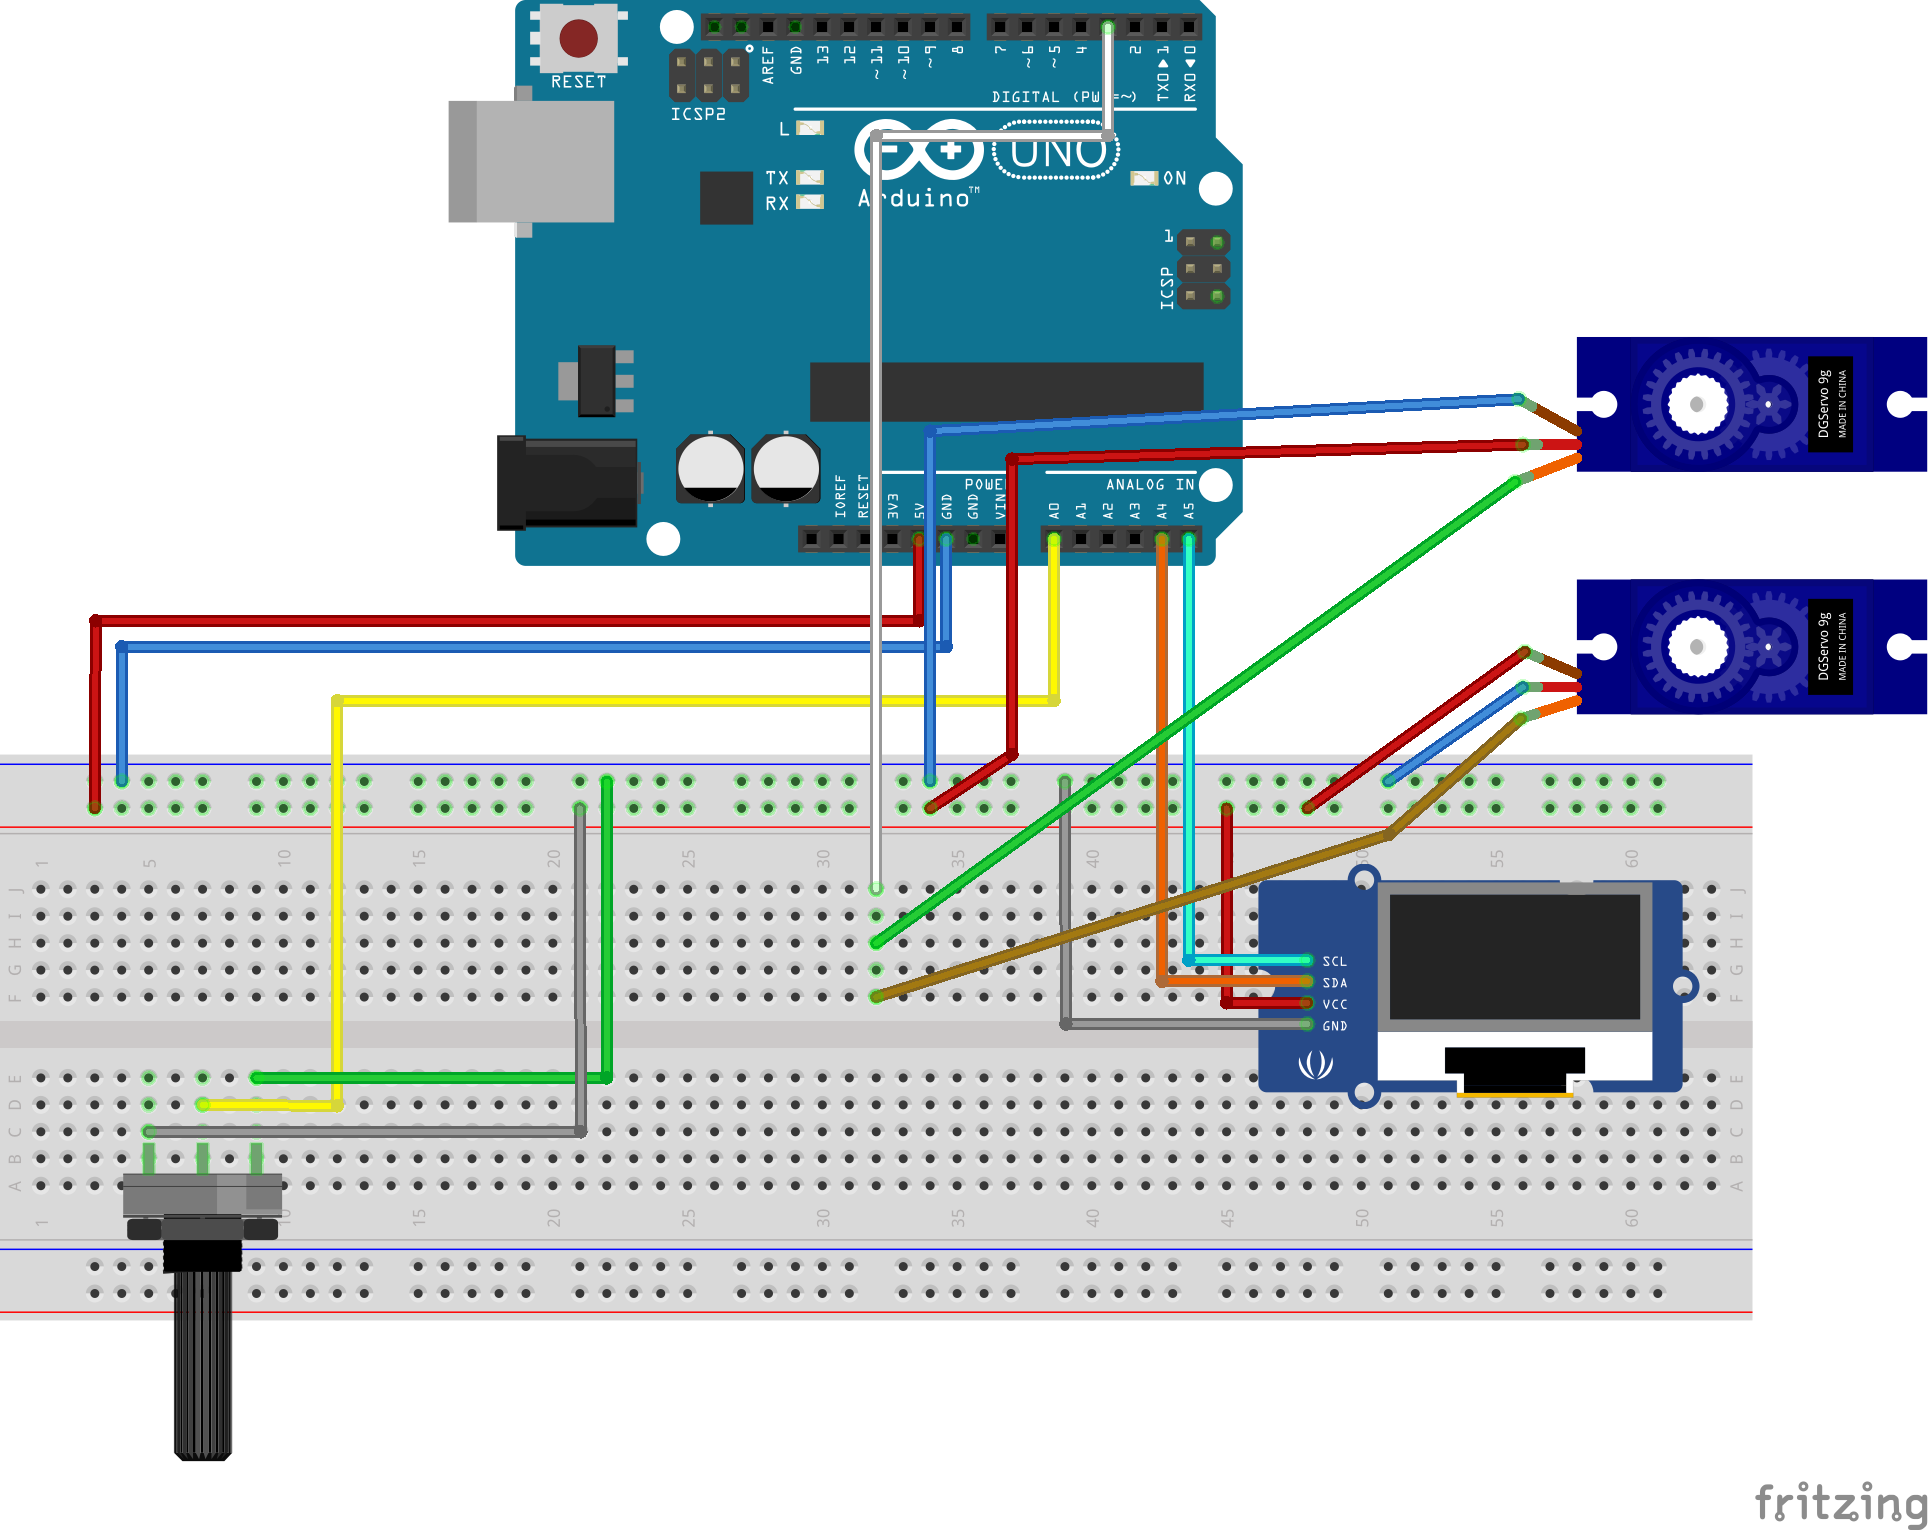 RESET
ICSP2
AREF
GND
13
12
~11
~10
~9
8
7
~6
~5
4
2
TX0▶1
RX0◀0
DIGITAL (PW =~)
L
TX
RX
UNO
Arduino™
ON
1
ICSP
IOREF
RESET
3V3
5V
GND
GND
VIN
POWE
ANALOG IN
A0
A1
A2
A3
A4
A5
DGServo 9g
MADE IN CHINA
DGServo 9g
MADE IN CHINA
1 5 10 15 20 25 30 35 40 50 55 60
J J
I I
H H
G G
F F
SCL
SDA
VCC
GND
E E
D D
C C
B B
A A
1 10 15 20 25 30 35 40 45 50 55 60
fritzing